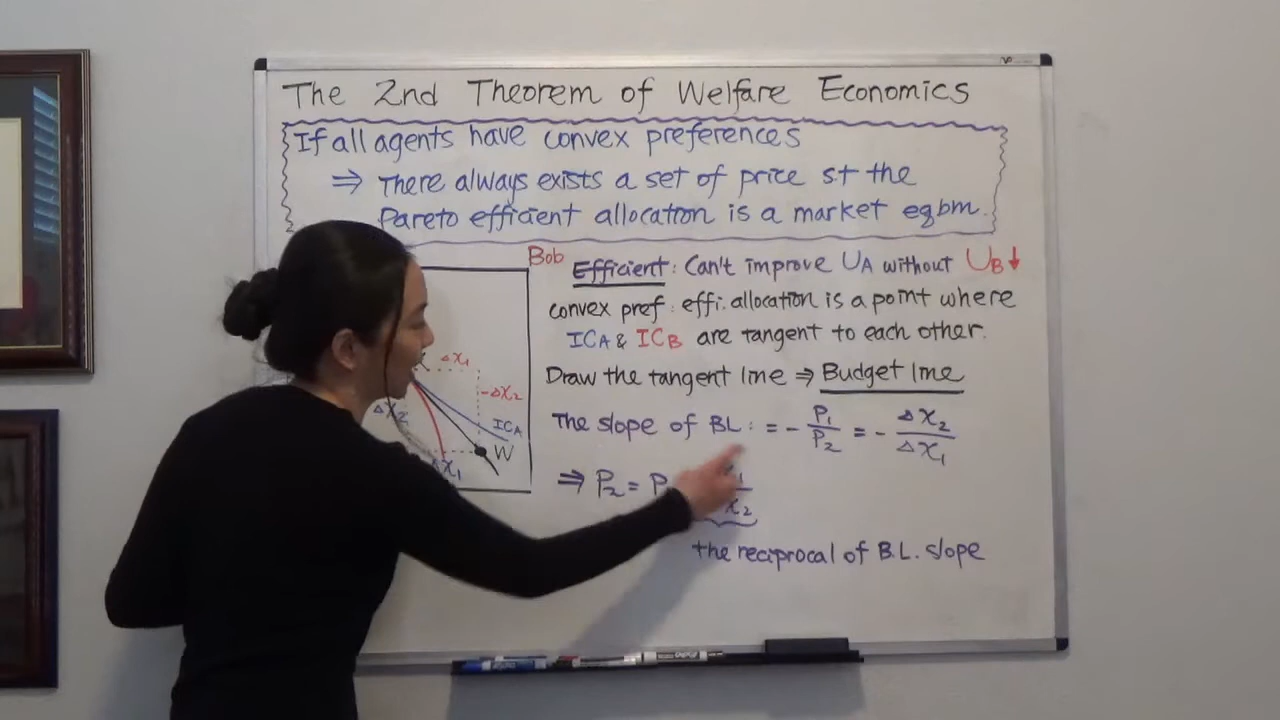 The 2nd Theorem of Welfare Economics
If all agents have convex preferences
⇒ There always exists a set of price s.t the
Pareto efficient allocation is a market eqbm.
Bob
Efficient: Can't improve UA without UB↓
convex pref: effi. allocation is a point where
ICA & ICB are tangent to each other.
Draw the tangent line ⇒ Budget line
The slope of BL: = - P1/P2 = - ΔX2/ΔX1
⇒ P2 =
the reciprocal of B.L. slope
ΔX1
-ΔX2
ΔX2
ICA
W
ΔX1